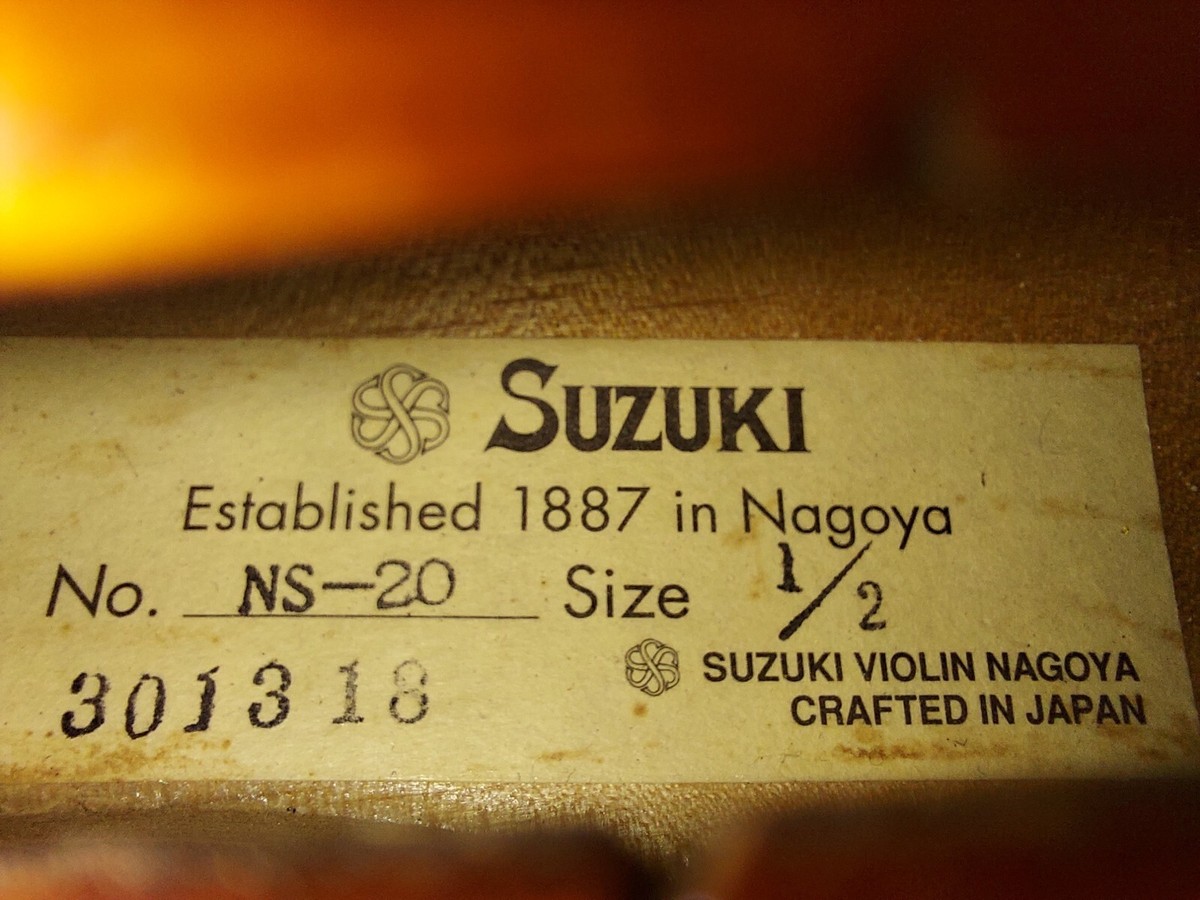 SUZUKI
Established 1887 in Nagoya
No. NS-20 Size 1/2
301318
SUZUKI VIOLIN NAGOYA
CRAFTED IN JAPAN